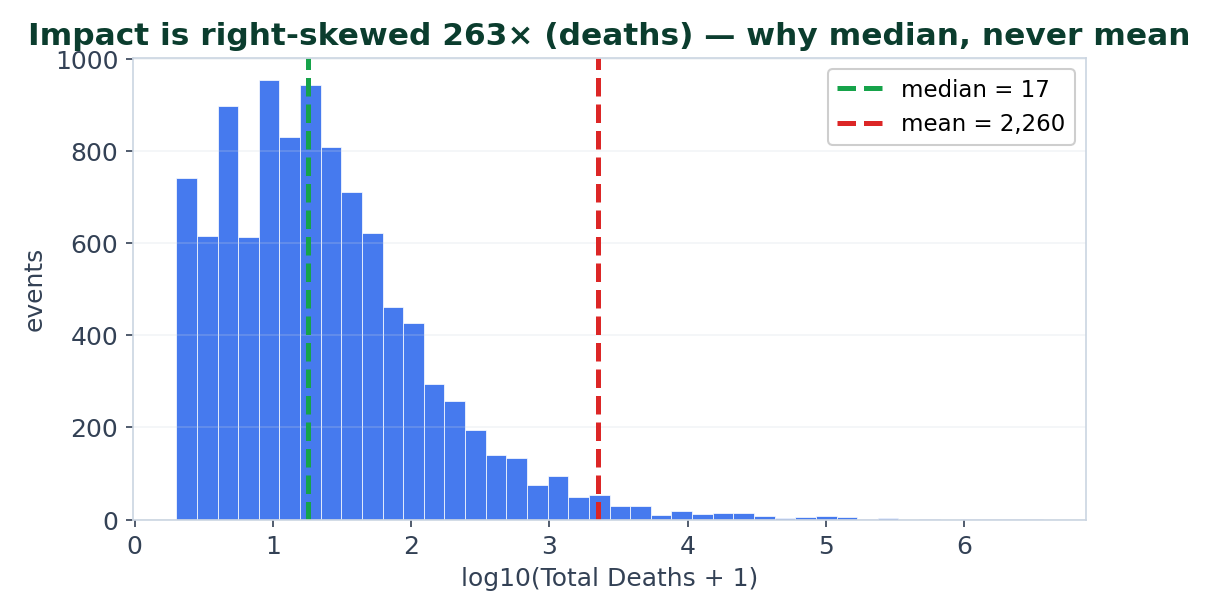 Impact is right-skewed 263× (deaths) — why median, never mean
median = 17
mean = 2,260
events
1000
800
600
400
200
0
0 1 2 3 4 5 6
log10(Total Deaths + 1)